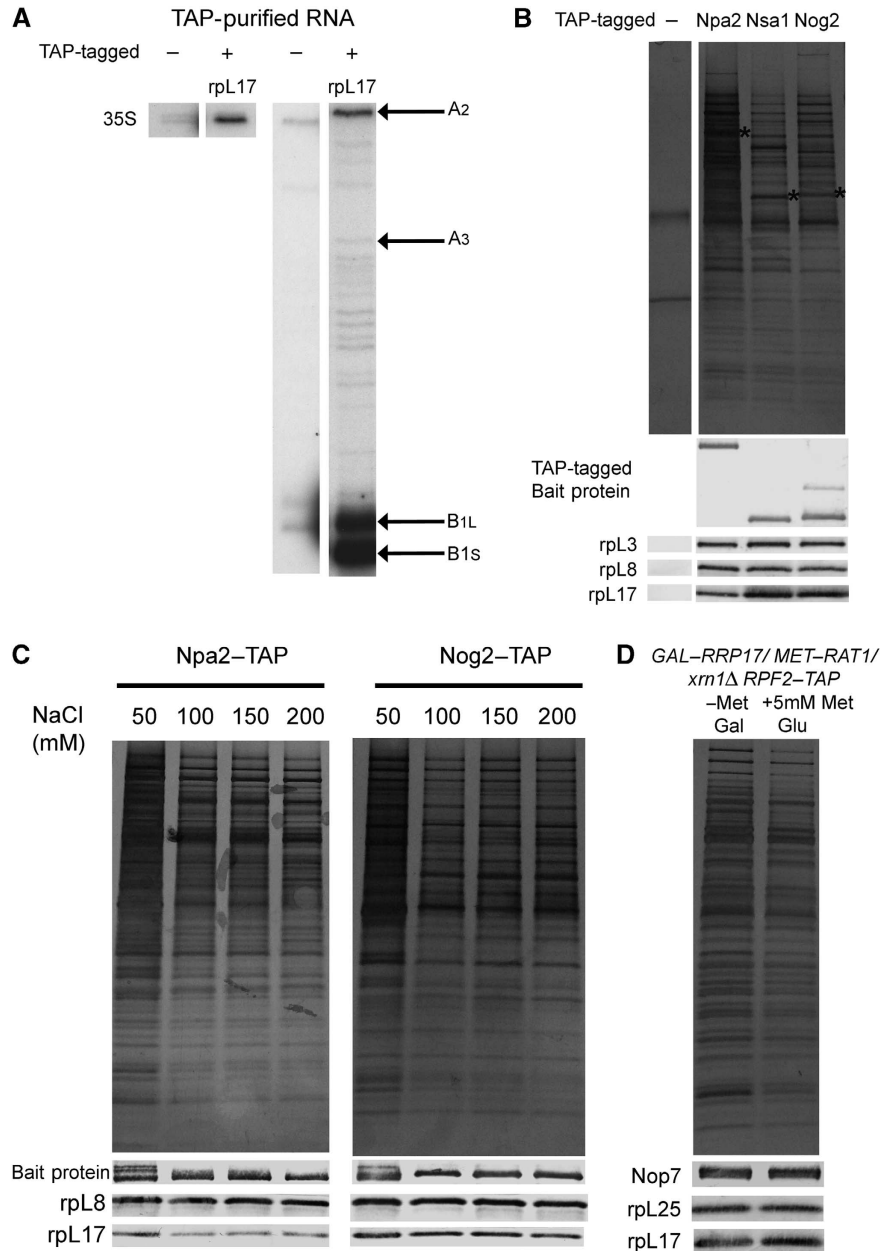 A
TAP-purified RNA
TAP-tagged – + – +
rpL17 rpL17
35S
A2
A3
B1L
B1S
B
TAP-tagged – Npa2 Nsa1 Nog2
*
* *
TAP-tagged
Bait protein
rpL3
rpL8
rpL17
C
Npa2–TAP Nog2–TAP
NaCl
(mM)
50 100 150 200 50 100 150 200
Bait protein
rpL8
rpL17
D
GAL–RRP17/ MET–RAT1/
xrn1Δ RPF2–TAP
–Met +5mM Met
Gal Glu
Nop7
rpL25
rpL17